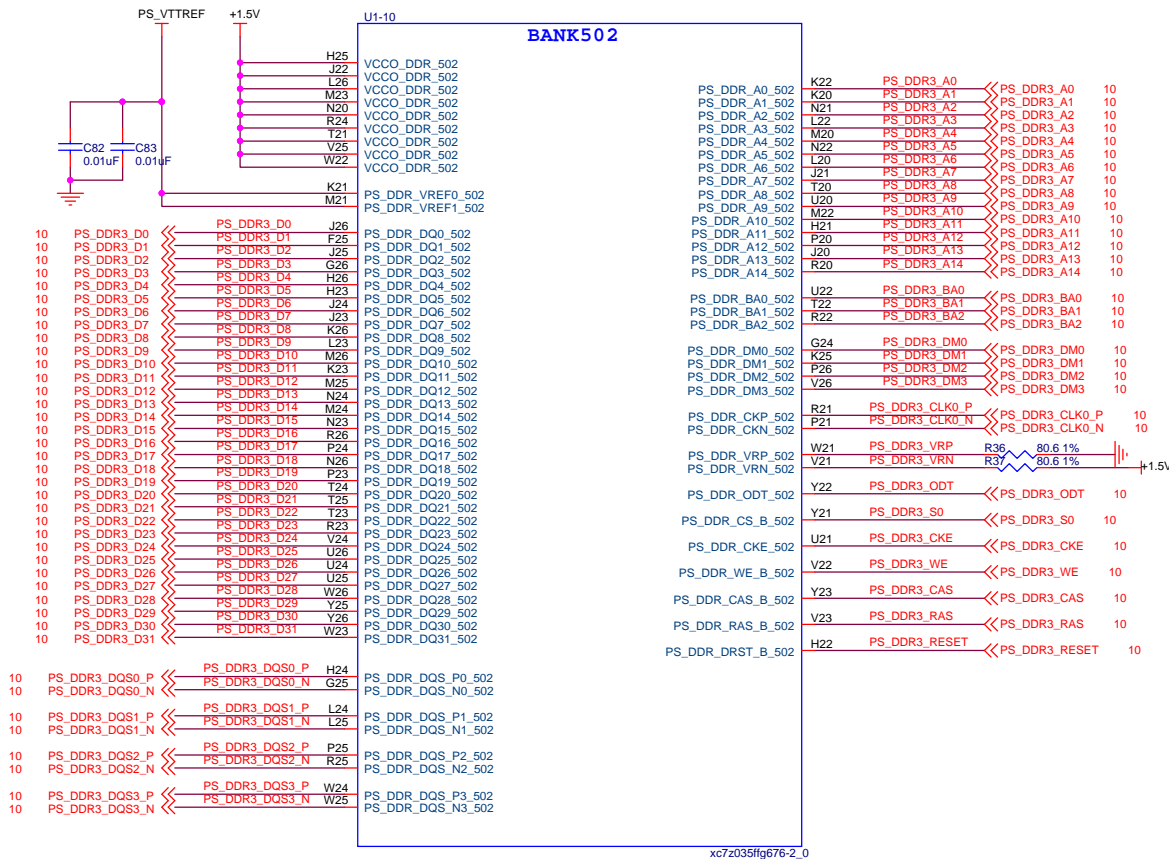 PS_VTTREF +1.5V
U1-10
BANK502
C82
0.01uF
C83
0.01uF
H25 VCCO_DDR_502
J22 VCCO_DDR_502
L26 VCCO_DDR_502
M23 VCCO_DDR_502
N20 VCCO_DDR_502
R24 VCCO_DDR_502
T21 VCCO_DDR_502
V25 VCCO_DDR_502
W22 VCCO_DDR_502
K21 PS_DDR_VREF0_502
M21 PS_DDR_VREF1_502
10 PS_DDR3_D0 PS_DDR3_D0 J26 PS_DDR_DQ0_502
10 PS_DDR3_D1 PS_DDR3_D1 F25 PS_DDR_DQ1_502
10 PS_DDR3_D2 PS_DDR3_D2 J25 PS_DDR_DQ2_502
10 PS_DDR3_D3 PS_DDR3_D3 G26 PS_DDR_DQ3_502
10 PS_DDR3_D4 PS_DDR3_D4 H26 PS_DDR_DQ4_502
10 PS_DDR3_D5 PS_DDR3_D5 H23 PS_DDR_DQ5_502
10 PS_DDR3_D6 PS_DDR3_D6 J24 PS_DDR_DQ6_502
10 PS_DDR3_D7 PS_DDR3_D7 J23 PS_DDR_DQ7_502
10 PS_DDR3_D8 PS_DDR3_D8 K26 PS_DDR_DQ8_502
10 PS_DDR3_D9 PS_DDR3_D9 L23 PS_DDR_DQ9_502
10 PS_DDR3_D10 PS_DDR3_D10 M26 PS_DDR_DQ10_502
10 PS_DDR3_D11 PS_DDR3_D11 K23 PS_DDR_DQ11_502
10 PS_DDR3_D12 PS_DDR3_D12 M25 PS_DDR_DQ12_502
10 PS_DDR3_D13 PS_DDR3_D13 N24 PS_DDR_DQ13_502
10 PS_DDR3_D14 PS_DDR3_D14 M24 PS_DDR_DQ14_502
10 PS_DDR3_D15 PS_DDR3_D15 N23 PS_DDR_DQ15_502
10 PS_DDR3_D16 PS_DDR3_D16 R26 PS_DDR_DQ16_502
10 PS_DDR3_D17 PS_DDR3_D17 P24 PS_DDR_DQ17_502
10 PS_DDR3_D18 PS_DDR3_D18 N26 PS_DDR_DQ18_502
10 PS_DDR3_D19 PS_DDR3_D19 P23 PS_DDR_DQ19_502
10 PS_DDR3_D20 PS_DDR3_D20 T24 PS_DDR_DQ20_502
10 PS_DDR3_D21 PS_DDR3_D21 T25 PS_DDR_DQ21_502
10 PS_DDR3_D22 PS_DDR3_D22 T23 PS_DDR_DQ22_502
10 PS_DDR3_D23 PS_DDR3_D23 R23 PS_DDR_DQ23_502
10 PS_DDR3_D24 PS_DDR3_D24 V24 PS_DDR_DQ24_502
10 PS_DDR3_D25 PS_DDR3_D25 U26 PS_DDR_DQ25_502
10 PS_DDR3_D26 PS_DDR3_D26 U24 PS_DDR_DQ26_502
10 PS_DDR3_D27 PS_DDR3_D27 U25 PS_DDR_DQ27_502
10 PS_DDR3_D28 PS_DDR3_D28 W26 PS_DDR_DQ28_502
10 PS_DDR3_D29 PS_DDR3_D29 Y25 PS_DDR_DQ29_502
10 PS_DDR3_D30 PS_DDR3_D30 Y26 PS_DDR_DQ30_502
10 PS_DDR3_D31 PS_DDR3_D31 W23 PS_DDR_DQ31_502
10 PS_DDR3_DQS0_P PS_DDR3_DQS0_P H24 PS_DDR_DQS_P0_502
10 PS_DDR3_DQS0_N PS_DDR3_DQS0_N G25 PS_DDR_DQS_N0_502
10 PS_DDR3_DQS1_P PS_DDR3_DQS1_P L24 PS_DDR_DQS_P1_502
10 PS_DDR3_DQS1_N PS_DDR3_DQS1_N L25 PS_DDR_DQS_N1_502
10 PS_DDR3_DQS2_P PS_DDR3_DQS2_P P25 PS_DDR_DQS_P2_502
10 PS_DDR3_DQS2_N PS_DDR3_DQS2_N R25 PS_DDR_DQS_N2_502
10 PS_DDR3_DQS3_P PS_DDR3_DQS3_P W24 PS_DDR_DQS_P3_502
10 PS_DDR3_DQS3_N PS_DDR3_DQS3_N W25 PS_DDR_DQS_N3_502
PS_DDR_A0_502 K22 PS_DDR3_A0 PS_DDR3_A0 10
PS_DDR_A1_502 K20 PS_DDR3_A1 PS_DDR3_A1 10
PS_DDR_A2_502 N21 PS_DDR3_A2 PS_DDR3_A2 10
PS_DDR_A3_502 L22 PS_DDR3_A3 PS_DDR3_A3 10
PS_DDR_A4_502 M20 PS_DDR3_A4 PS_DDR3_A4 10
PS_DDR_A5_502 N22 PS_DDR3_A5 PS_DDR3_A5 10
PS_DDR_A6_502 L20 PS_DDR3_A6 PS_DDR3_A6 10
PS_DDR_A7_502 J21 PS_DDR3_A7 PS_DDR3_A7 10
PS_DDR_A8_502 T20 PS_DDR3_A8 PS_DDR3_A8 10
PS_DDR_A9_502 U20 PS_DDR3_A9 PS_DDR3_A9 10
PS_DDR_A10_502 M22 PS_DDR3_A10 PS_DDR3_A10 10
PS_DDR_A11_502 H21 PS_DDR3_A11 PS_DDR3_A11 10
PS_DDR_A12_502 P20 PS_DDR3_A12 PS_DDR3_A12 10
PS_DDR_A13_502 J20 PS_DDR3_A13 PS_DDR3_A13 10
PS_DDR_A14_502 R20 PS_DDR3_A14 PS_DDR3_A14 10
PS_DDR_BA0_502 U22 PS_DDR3_BA0 PS_DDR3_BA0 10
PS_DDR_BA1_502 T22 PS_DDR3_BA1 PS_DDR3_BA1 10
PS_DDR_BA2_502 R22 PS_DDR3_BA2 PS_DDR3_BA2 10
PS_DDR_DM0_502 G24 PS_DDR3_DM0 PS_DDR3_DM0 10
PS_DDR_DM1_502 K25 PS_DDR3_DM1 PS_DDR3_DM1 10
PS_DDR_DM2_502 P26 PS_DDR3_DM2 PS_DDR3_DM2 10
PS_DDR_DM3_502 V26 PS_DDR3_DM3 PS_DDR3_DM3 10
PS_DDR_CKP_502 R21 PS_DDR3_CLK0_P PS_DDR3_CLK0_P 10
PS_DDR_CKN_502 P21 PS_DDR3_CLK0_N PS_DDR3_CLK0_N 10
PS_DDR_VRP_502 W21 PS_DDR3_VRP R36 80.6 1%
PS_DDR_VRN_502 V21 PS_DDR3_VRN R37 80.6 1% +1.5V
PS_DDR_ODT_502 Y22 PS_DDR3_ODT PS_DDR3_ODT 10
PS_DDR_CS_B_502 Y21 PS_DDR3_S0 PS_DDR3_S0 10
PS_DDR_CKE_502 U21 PS_DDR3_CKE PS_DDR3_CKE 10
PS_DDR_WE_B_502 V22 PS_DDR3_WE PS_DDR3_WE 10
PS_DDR_CAS_B_502 Y23 PS_DDR3_CAS PS_DDR3_CAS 10
PS_DDR_RAS_B_502 V23 PS_DDR3_RAS PS_DDR3_RAS 10
PS_DDR_DRST_B_502 H22 PS_DDR3_RESET PS_DDR3_RESET 10
xc7z035ffg676-2_0